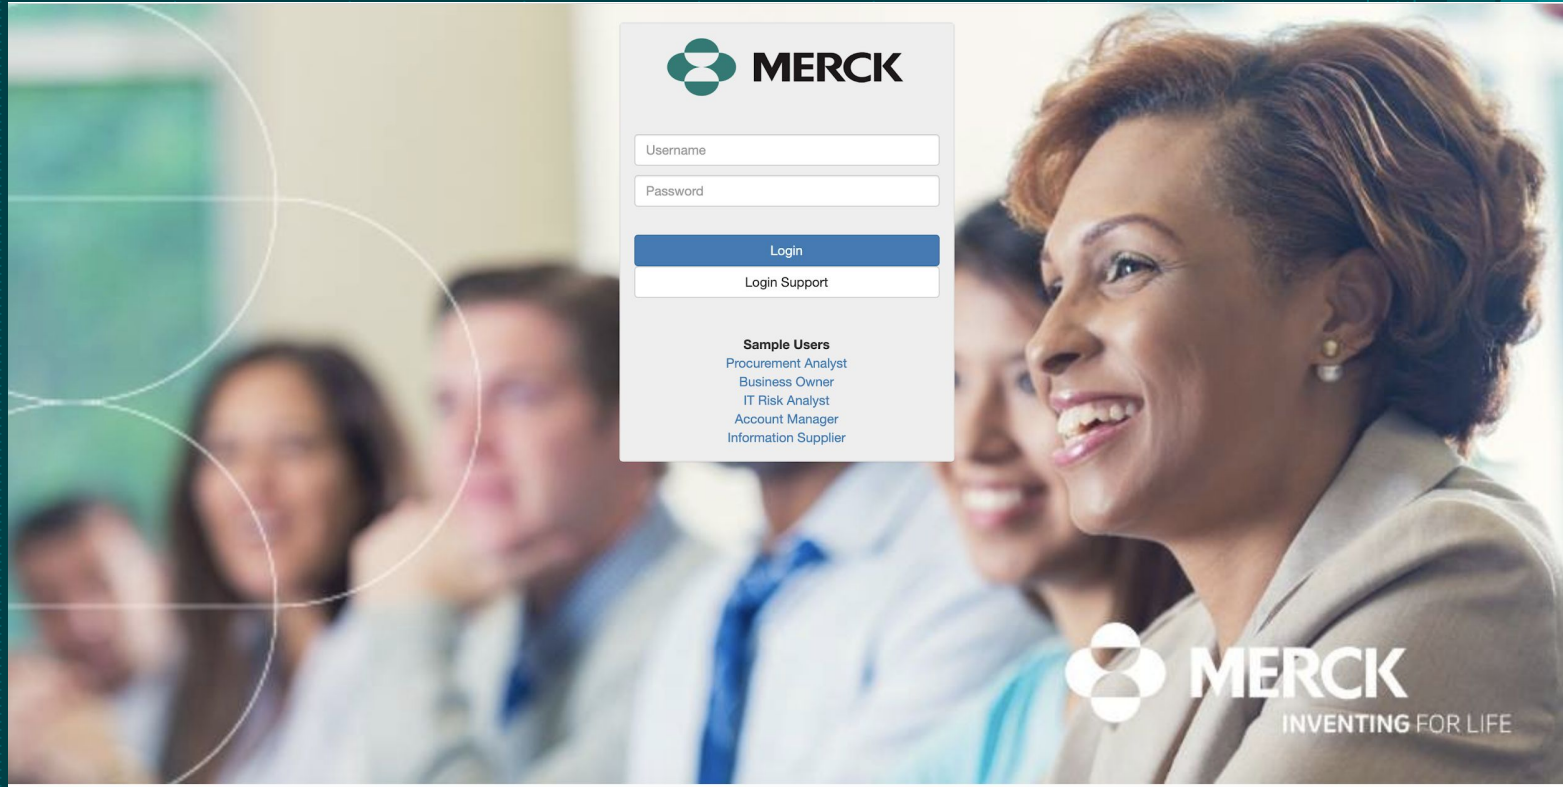 MERCK
Username
Password
Login
Login Support
Sample Users
Procurement Analyst
Business Owner
IT Risk Analyst
Account Manager
Information Supplier
MERCK
INVENTING FOR LIFE